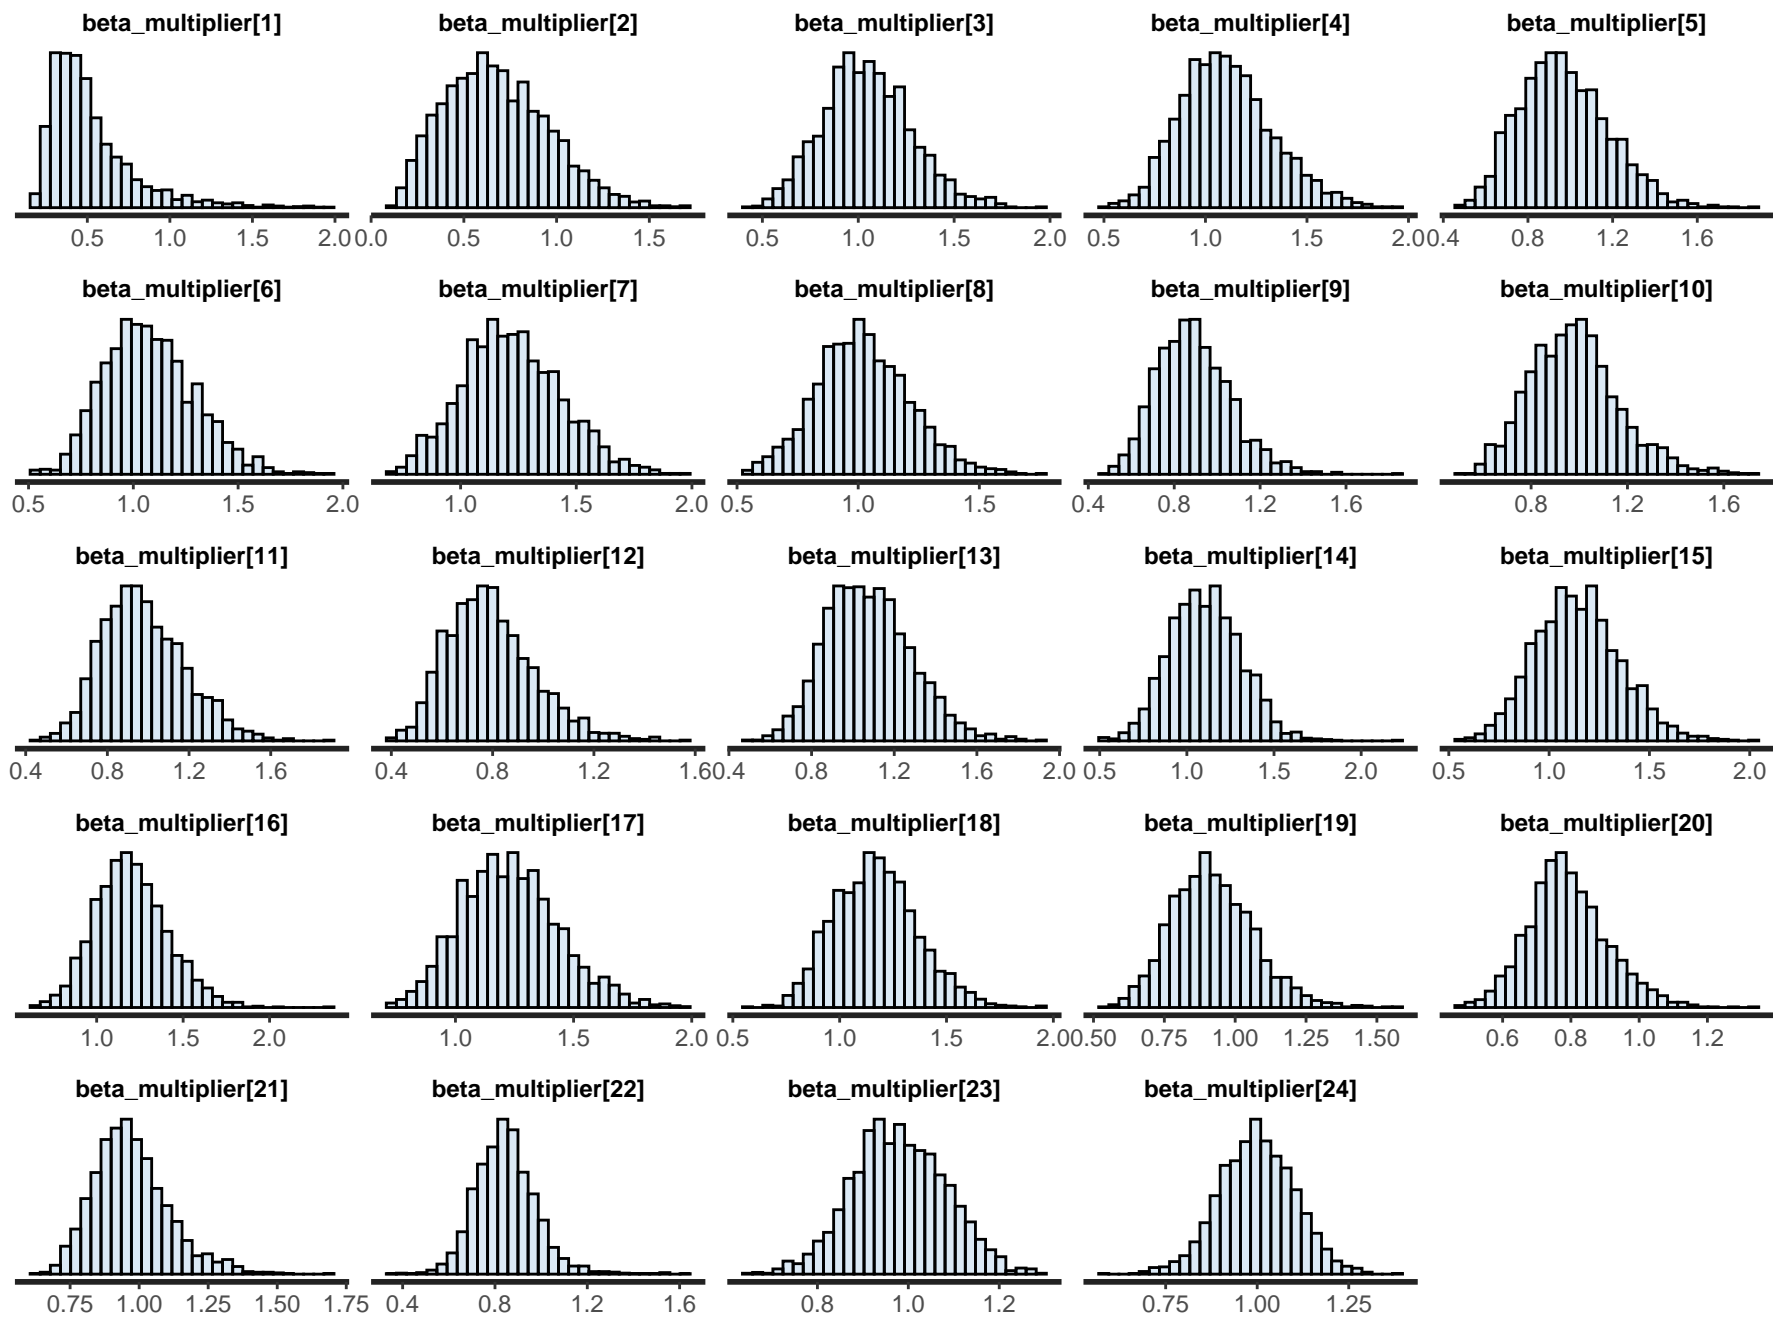 beta_multiplier[1] beta_multiplier[2] beta_multiplier[3] beta_multiplier[4] beta_multiplier[5]
0.5 1.0 1.5 2.0 0.0 0.5 1.0 1.5 0.5 1.0 1.5 2.0 0.5 1.0 1.5 2.0 0.4 0.8 1.2 1.6
beta_multiplier[6] beta_multiplier[7] beta_multiplier[8] beta_multiplier[9] beta_multiplier[10]
0.5 1.0 1.5 2.0 1.0 1.5 2.0 0.5 1.0 1.5 0.4 0.8 1.2 1.6 0.8 1.2 1.6
beta_multiplier[11] beta_multiplier[12] beta_multiplier[13] beta_multiplier[14] beta_multiplier[15]
0.4 0.8 1.2 1.6 0.4 0.8 1.2 1.6 0.4 0.8 1.2 1.6 2.0 0.5 1.0 1.5 2.0 0.5 1.0 1.5 2.0
beta_multiplier[16] beta_multiplier[17] beta_multiplier[18] beta_multiplier[19] beta_multiplier[20]
1.0 1.5 2.0 1.0 1.5 2.0 0.5 1.0 1.5 2.0 0.50 0.75 1.00 1.25 1.50 0.6 0.8 1.0 1.2
beta_multiplier[21] beta_multiplier[22] beta_multiplier[23] beta_multiplier[24]
0.75 1.00 1.25 1.50 1.75 0.4 0.8 1.2 1.6 0.8 1.0 1.2 0.75 1.00 1.25